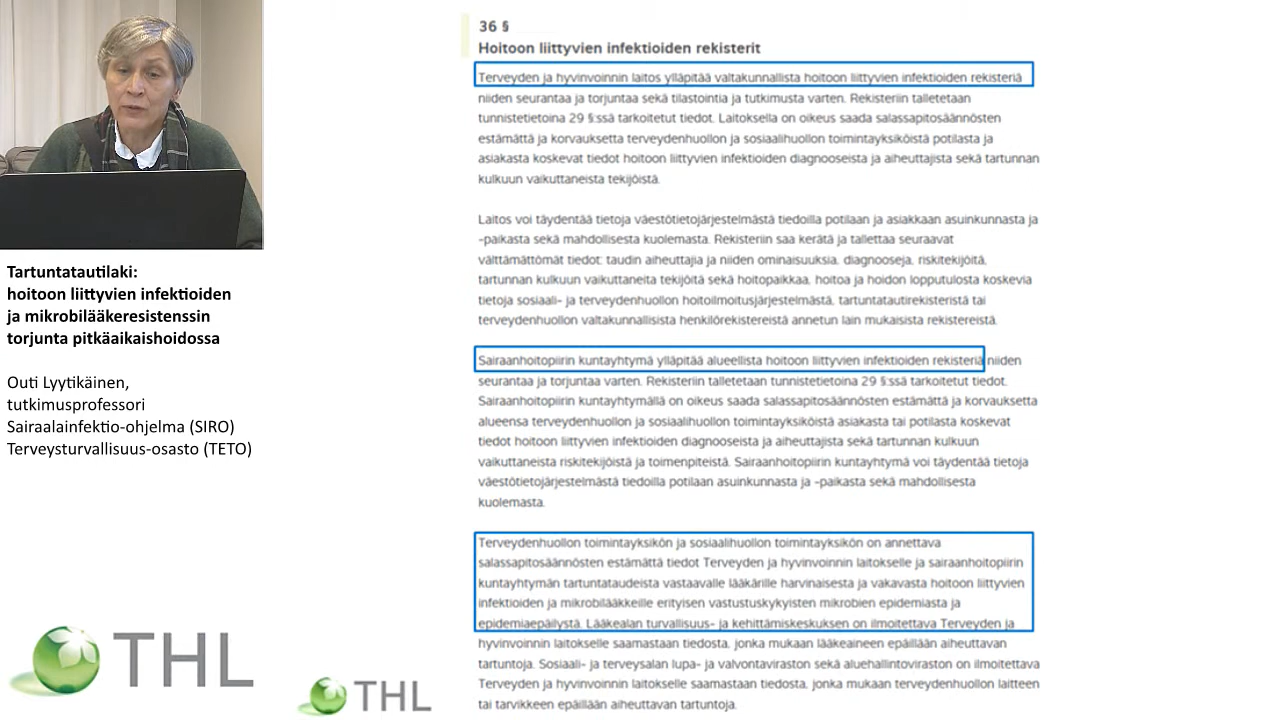 Tartuntatautilaki:
hoitoon liittyvien infektioiden
ja mikrobilääkeresistenssin
torjunta pitkäaikaishoidossa
Outi Lyytikäinen,
tutkimusprofessori
Sairaalainfektio-ohjelma (SIRO)
Terveysturvallisuus-osasto (TETO)
THL
THL
36 §
Hoitoon liittyvien infektioiden rekisterit
Terveyden ja hyvinvoinnin laitos ylläpitää valtakunnallista hoitoon liittyvien infektioiden rekisteriä
niiden seurantaa ja torjuntaa sekä tilastointia ja tutkimusta varten. Rekisteriin talletetaan
tunnistetietoina 29 §:ssä tarkoitetut tiedot. Laitoksella on oikeus saada salassapitosäännösten
estämättä ja korvauksetta terveydenhuollon ja sosiaalihuollon toimintayksiköistä potilasta ja
asiakasta koskevat tiedot hoitoon liittyvien infektioiden diagnooseista ja aiheuttajista sekä tartunnan
kulkuun vaikuttaneista tekijöistä.
Laitos voi täydentää tietoja väestötietojärjestelmästä tiedoilla potilaan ja asiakkaan asuinkunnasta ja
-paikasta sekä mahdollisesta kuolemasta. Rekisteriin saa kerätä ja tallettaa seuraavat
välttämättömät tiedot: taudin aiheuttajia ja niiden ominaisuuksia, diagnooseja, riskitekijöitä,
tartunnan kulkuun vaikuttaneita tekijöitä sekä hoitopaikkaa, hoitoa ja hoidon lopputulosta koskevia
tietoja sosiaali- ja terveydenhuollon hoitoilmoitusjärjestelmästä, tartuntatautirekisteristä tai
terveydenhuollon valtakunnallisista henkilörekistereistä annetun lain mukaisista rekistereistä.
Sairaanhoitopiirin kuntayhtymä ylläpitää alueellista hoitoon liittyvien infektioiden rekisteriä niiden
seurantaa ja torjuntaa varten. Rekisteriin talletetaan tunnistetietoina 29 §:ssä tarkoitetut tiedot.
Sairaanhoitopiirin kuntayhtymällä on oikeus saada salassapitosäännösten estämättä ja korvauksetta
alueensa terveydenhuollon ja sosiaalihuollon toimintayksiköistä asiakasta tai potilasta koskevat
tiedot hoitoon liittyvien infektioiden diagnooseista ja aiheuttajista sekä tartunnan kulkuun
vaikuttaneista riskitekijöistä ja toimenpiteistä. Sairaanhoitopiirin kuntayhtymä voi täydentää tietoja
väestötietojärjestelmästä tiedoilla potilaan asuinkunnasta ja -paikasta sekä mahdollisesta
kuolemasta.
Terveydenhuollon toimintayksikön ja sosiaalihuollon toimintayksikön on annettava
salassapitosäännösten estämättä tiedot Terveyden ja hyvinvoinnin laitokselle ja sairaanhoitopiirin
kuntayhtymän tartuntataudeista vastaavalle lääkärille harvinaisesta ja vakavasta hoitoon liittyvien
infektioiden ja mikrobilääkkeille erityisen vastustuskykyisten mikrobien epidemiasta ja
epidemiaepäilystä. Lääkealan turvallisuus- ja kehittämiskeskuksen on ilmoitettava Terveyden ja
hyvinvoinnin laitokselle saamastaan tiedosta, jonka mukaan lääkeaineen epäillään aiheuttavan
tartuntoja. Sosiaali- ja terveysalan lupa- ja valvontaviraston sekä aluehallintoviraston on ilmoitettava
Terveyden ja hyvinvoinnin laitokselle saamastaan tiedosta, jonka mukaan terveydenhuollon laitteen
tai tarvikkeen epäillään aiheuttavan tartuntoja.